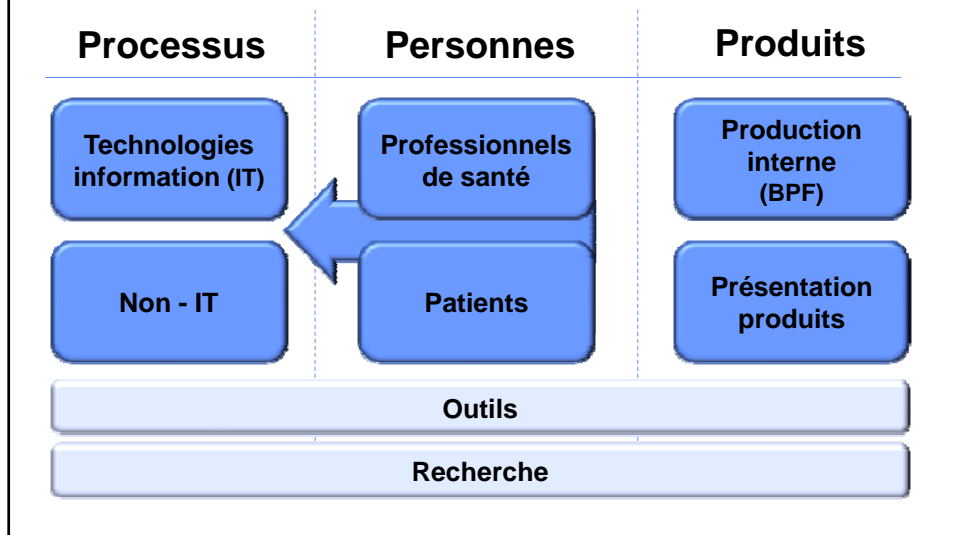 Processus
Personnes
Produits
Technologies
information (IT)
Professionnels
de santé
Production
interne
(BPF)
Non - IT
Patients
Présentation
produits
Outils
Recherche